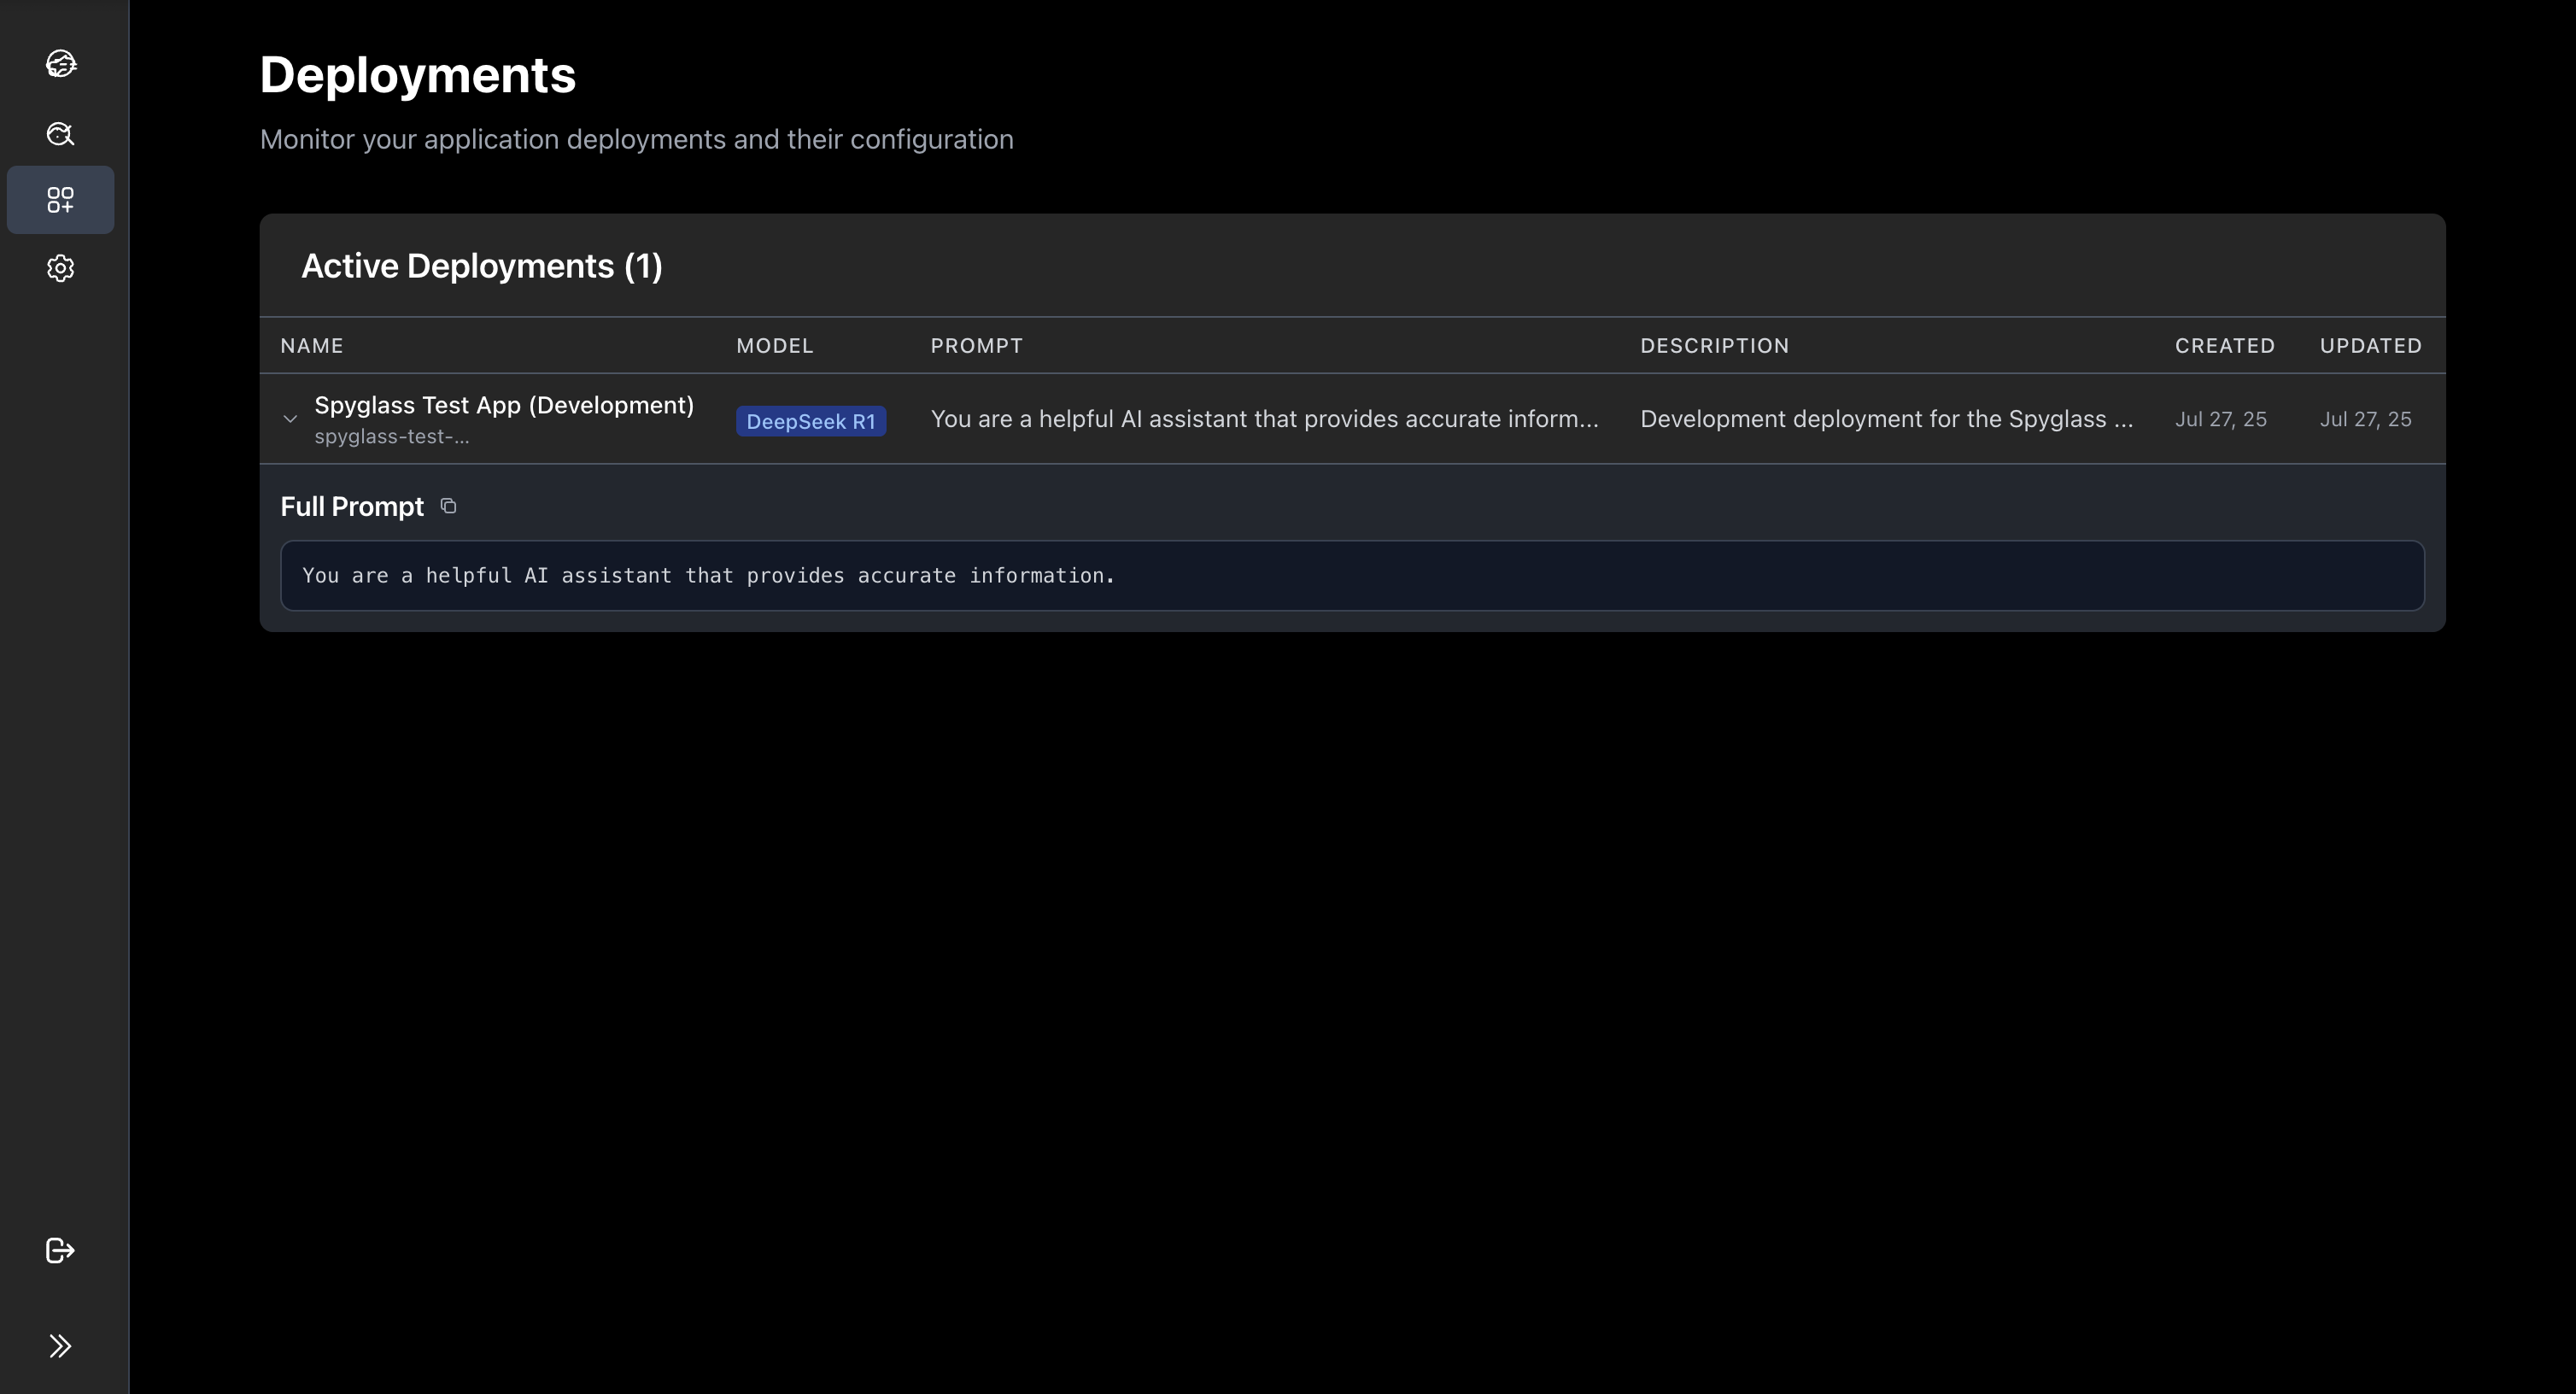 Deployments
Monitor your application deployments and their configuration
Active Deployments (1)
NAME MODEL PROMPT DESCRIPTION CREATED UPDATED
Spyglass Test App (Development) DeepSeek R1 You are a helpful AI assistant that provides accurate inform... Development deployment for the Spyglass ... Jul 27, 25 Jul 27, 25
spyglass-test-...
Full Prompt
You are a helpful AI assistant that provides accurate information.